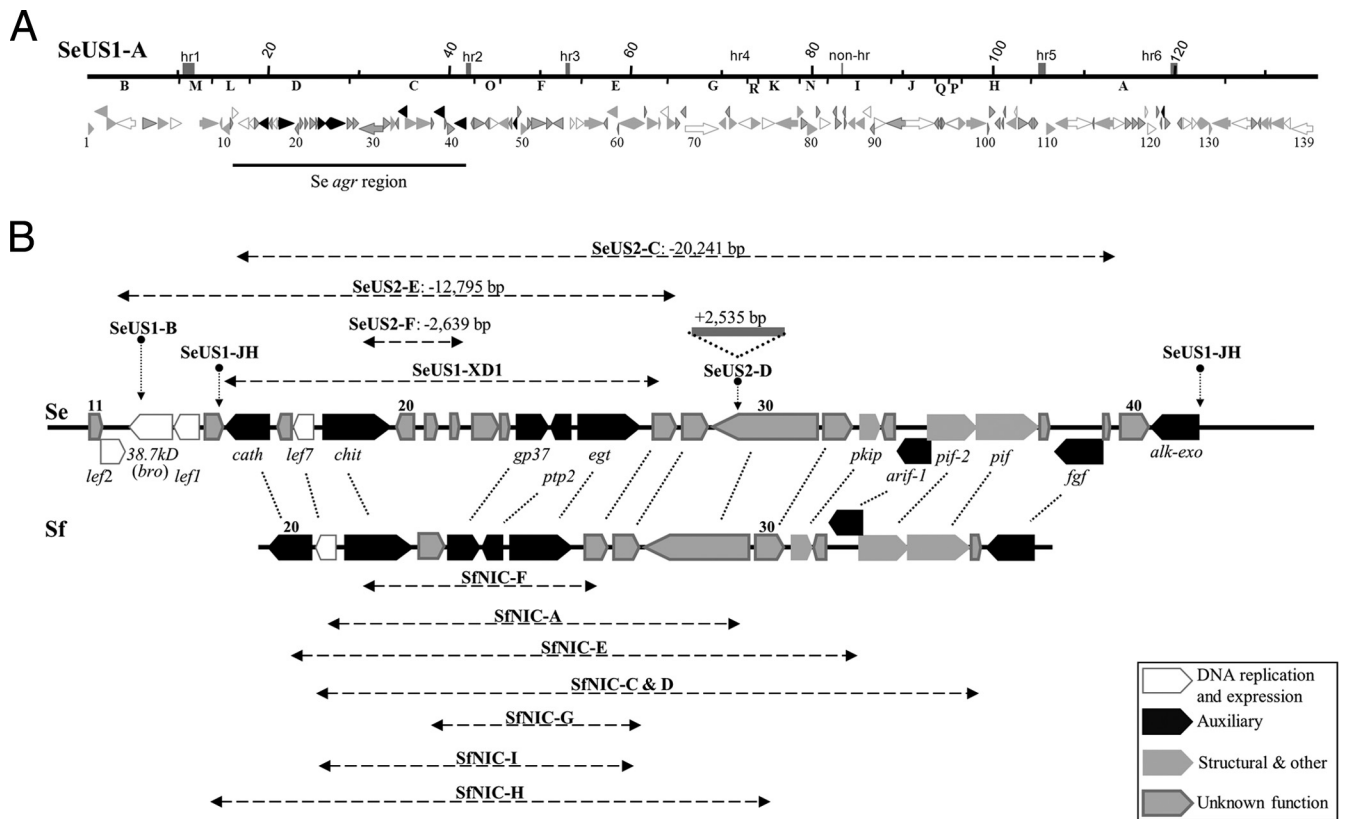 A
SeUS1-A
20 40 60 80 100 120
hr1 hr2 hr3 hr4 non-hr hr5 hr6
B M L D C O F E G R K N I J Q P H A
1 10 20 30 40 50 60 70 80 90 100 110 120 130 139
Se agr region
B
SeUS2-C: -20,241 bp
SeUS2-E: -12,795 bp
SeUS2-F: -2,639 bp
+2,535 bp
SeUS1-B
SeUS1-JH
SeUS1-XD1
SeUS2-D
SeUS1-JH
Se
11 20 30 40
lef2 38.7kD (bro) lef1 cath lef7 chit gp37 ptp2 egt pkip arif-1 pif-2 pif fgf alk-exo
Sf
20 30
SfNIC-F
SfNIC-A
SfNIC-E
SfNIC-C & D
SfNIC-G
SfNIC-I
SfNIC-H
DNA replication
and expression
Auxiliary
Structural & other
Unknown function